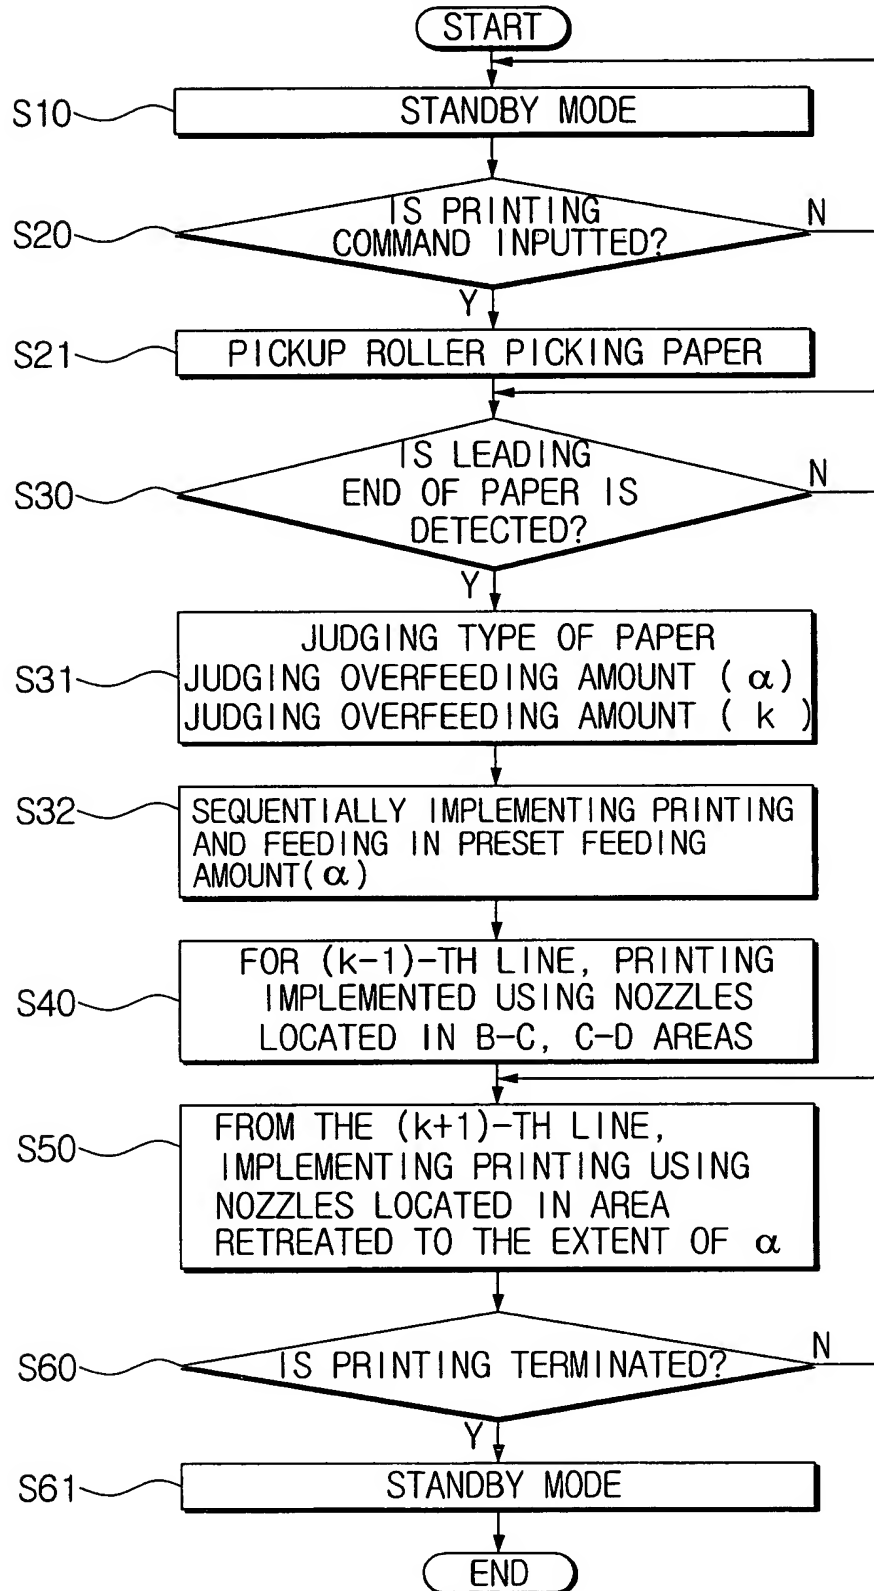 START
S10
STANDBY MODE
S20
IS PRINTING
COMMAND INPUTTED?
N
Y
S21
PICKUP ROLLER PICKING PAPER
S30
IS LEADING
END OF PAPER IS
DETECTED?
N
Y
S31
JUDGING TYPE OF PAPER
JUDGING OVERFEEDING AMOUNT ( α )
JUDGING OVERFEEDING AMOUNT ( k )
S32
SEQUENTIALLY IMPLEMENTING PRINTING
AND FEEDING IN PRESET FEEDING
AMOUNT( α )
S40
FOR (k-1)-TH LINE, PRINTING
IMPLEMENTED USING NOZZLES
LOCATED IN B-C, C-D AREAS
S50
FROM THE (k+1)-TH LINE,
IMPLEMENTING PRINTING USING
NOZZLES LOCATED IN AREA
RETREATED TO THE EXTENT OF α
S60
IS PRINTING TERMINATED?
N
Y
S61
STANDBY MODE
END